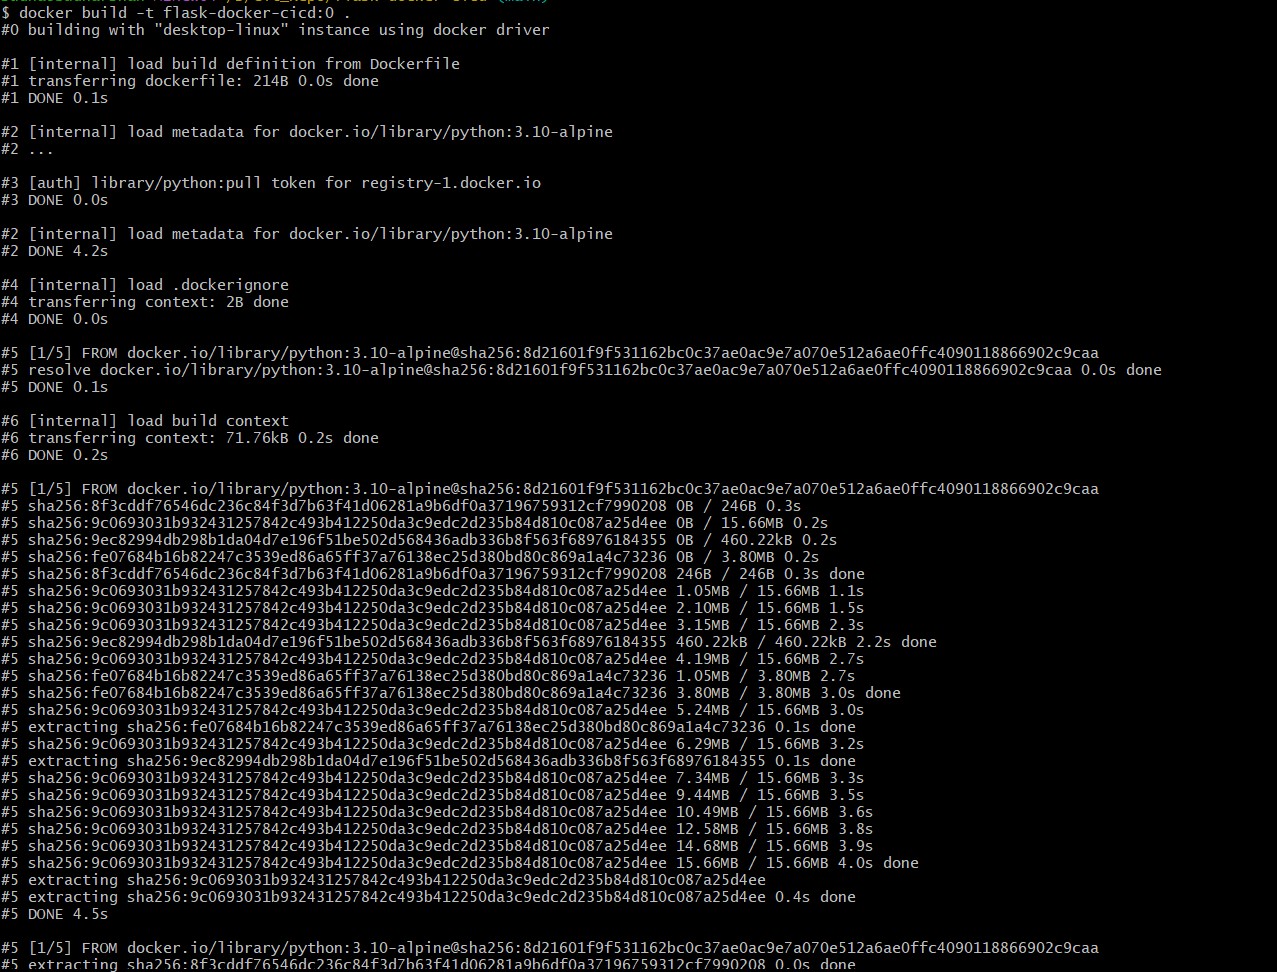 $ docker build -t flask-docker-cicd:0 .
#0 building with "desktop-linux" instance using docker driver
#1 [internal] load build definition from Dockerfile
#1 transferring dockerfile: 214B 0.0s done
#1 DONE 0.1s
#2 [internal] load metadata for docker.io/library/python:3.10-alpine
#2 ...
#3 [auth] library/python:pull token for registry-1.docker.io
#3 DONE 0.0s
#2 [internal] load metadata for docker.io/library/python:3.10-alpine
#2 DONE 4.2s
#4 [internal] load .dockerignore
#4 transferring context: 2B done
#4 DONE 0.0s
#5 [1/5] FROM docker.io/library/python:3.10-alpine@sha256:8d21601f9f531162bc0c37ae0ac9e7a070e512a6ae0ffc4090118866902c9caa
#5 resolve docker.io/library/python:3.10-alpine@sha256:8d21601f9f531162bc0c37ae0ac9e7a070e512a6ae0ffc4090118866902c9caa 0.0s done
#5 DONE 0.1s
#6 [internal] load build context
#6 transferring context: 71.76kB 0.2s done
#6 DONE 0.2s
#5 [1/5] FROM docker.io/library/python:3.10-alpine@sha256:8d21601f9f531162bc0c37ae0ac9e7a070e512a6ae0ffc4090118866902c9caa
#5 sha256:8f3cddf76546dc236c84f3d7b63f41d06281a9b6df0a37196759312cf7990208 0B / 246B 0.3s
#5 sha256:9c0693031b932431257842c493b412250da3c9edc2d235b84d810c087a25d4ee 0B / 15.66MB 0.2s
#5 sha256:9ec82994db298b1da04d7e196f51be502d568436adb336b8f563f68976184355 0B / 460.22kB 0.2s
#5 sha256:fe07684b16b82247c3539ed86a65ff37a76138ec25d380bd80c869a1a4c73236 0B / 3.80MB 0.2s
#5 sha256:8f3cddf76546dc236c84f3d7b63f41d06281a9b6df0a37196759312cf7990208 246B / 246B 0.3s done
#5 sha256:9c0693031b932431257842c493b412250da3c9edc2d235b84d810c087a25d4ee 1.05MB / 15.66MB 1.1s
#5 sha256:9c0693031b932431257842c493b412250da3c9edc2d235b84d810c087a25d4ee 2.10MB / 15.66MB 1.5s
#5 sha256:9c0693031b932431257842c493b412250da3c9edc2d235b84d810c087a25d4ee 3.15MB / 15.66MB 2.3s
#5 sha256:9ec82994db298b1da04d7e196f51be502d568436adb336b8f563f68976184355 460.22kB / 460.22kB 2.2s done
#5 sha256:9c0693031b932431257842c493b412250da3c9edc2d235b84d810c087a25d4ee 4.19MB / 15.66MB 2.7s
#5 sha256:fe07684b16b82247c3539ed86a65ff37a76138ec25d380bd80c869a1a4c73236 1.05MB / 3.80MB 2.7s
#5 sha256:fe07684b16b82247c3539ed86a65ff37a76138ec25d380bd80c869a1a4c73236 3.80MB / 3.80MB 3.0s done
#5 sha256:9c0693031b932431257842c493b412250da3c9edc2d235b84d810c087a25d4ee 5.24MB / 15.66MB 3.0s
#5 extracting sha256:fe07684b16b82247c3539ed86a65ff37a76138ec25d380bd80c869a1a4c73236 0.1s done
#5 sha256:9c0693031b932431257842c493b412250da3c9edc2d235b84d810c087a25d4ee 6.29MB / 15.66MB 3.2s
#5 extracting sha256:9ec82994db298b1da04d7e196f51be502d568436adb336b8f563f68976184355 0.1s done
#5 sha256:9c0693031b932431257842c493b412250da3c9edc2d235b84d810c087a25d4ee 7.34MB / 15.66MB 3.3s
#5 sha256:9c0693031b932431257842c493b412250da3c9edc2d235b84d810c087a25d4ee 9.44MB / 15.66MB 3.5s
#5 sha256:9c0693031b932431257842c493b412250da3c9edc2d235b84d810c087a25d4ee 10.49MB / 15.66MB 3.6s
#5 sha256:9c0693031b932431257842c493b412250da3c9edc2d235b84d810c087a25d4ee 12.58MB / 15.66MB 3.8s
#5 sha256:9c0693031b932431257842c493b412250da3c9edc2d235b84d810c087a25d4ee 14.68MB / 15.66MB 3.9s
#5 sha256:9c0693031b932431257842c493b412250da3c9edc2d235b84d810c087a25d4ee 15.66MB / 15.66MB 4.0s done
#5 extracting sha256:9c0693031b932431257842c493b412250da3c9edc2d235b84d810c087a25d4ee
#5 extracting sha256:9c0693031b932431257842c493b412250da3c9edc2d235b84d810c087a25d4ee 0.4s done
#5 DONE 4.5s
#5 [1/5] FROM docker.io/library/python:3.10-alpine@sha256:8d21601f9f531162bc0c37ae0ac9e7a070e512a6ae0ffc4090118866902c9caa
#5 extracting sha256:8f3cddf76546dc236c84f3d7b63f41d06281a9b6df0a37196759312cf7990208 0.0s done